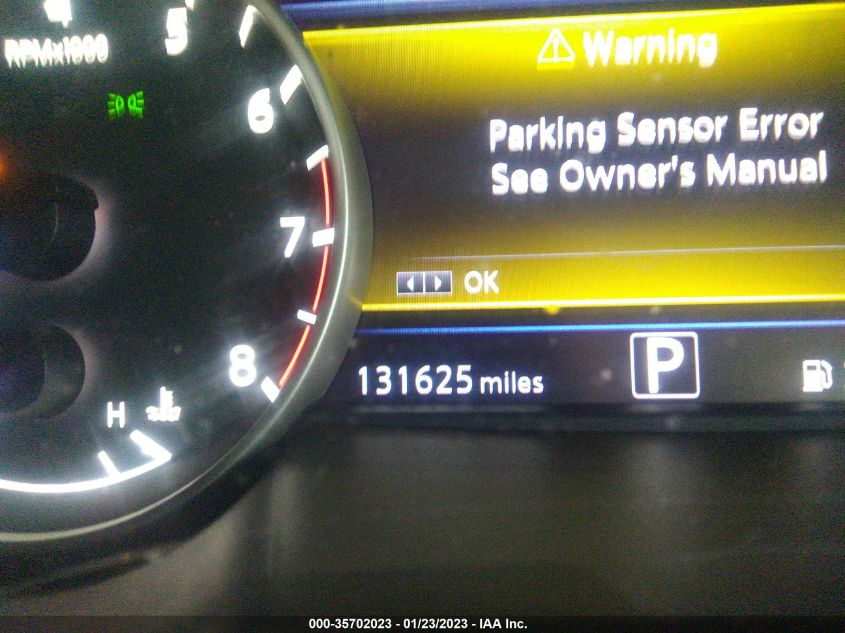 4
5
RPMx1000
6
7
8
H
Warning
Parking Sensor Error
See Owner's Manual
OK
131625 miles
P
000-35702023 - 01/23/2023 - IAA Inc.